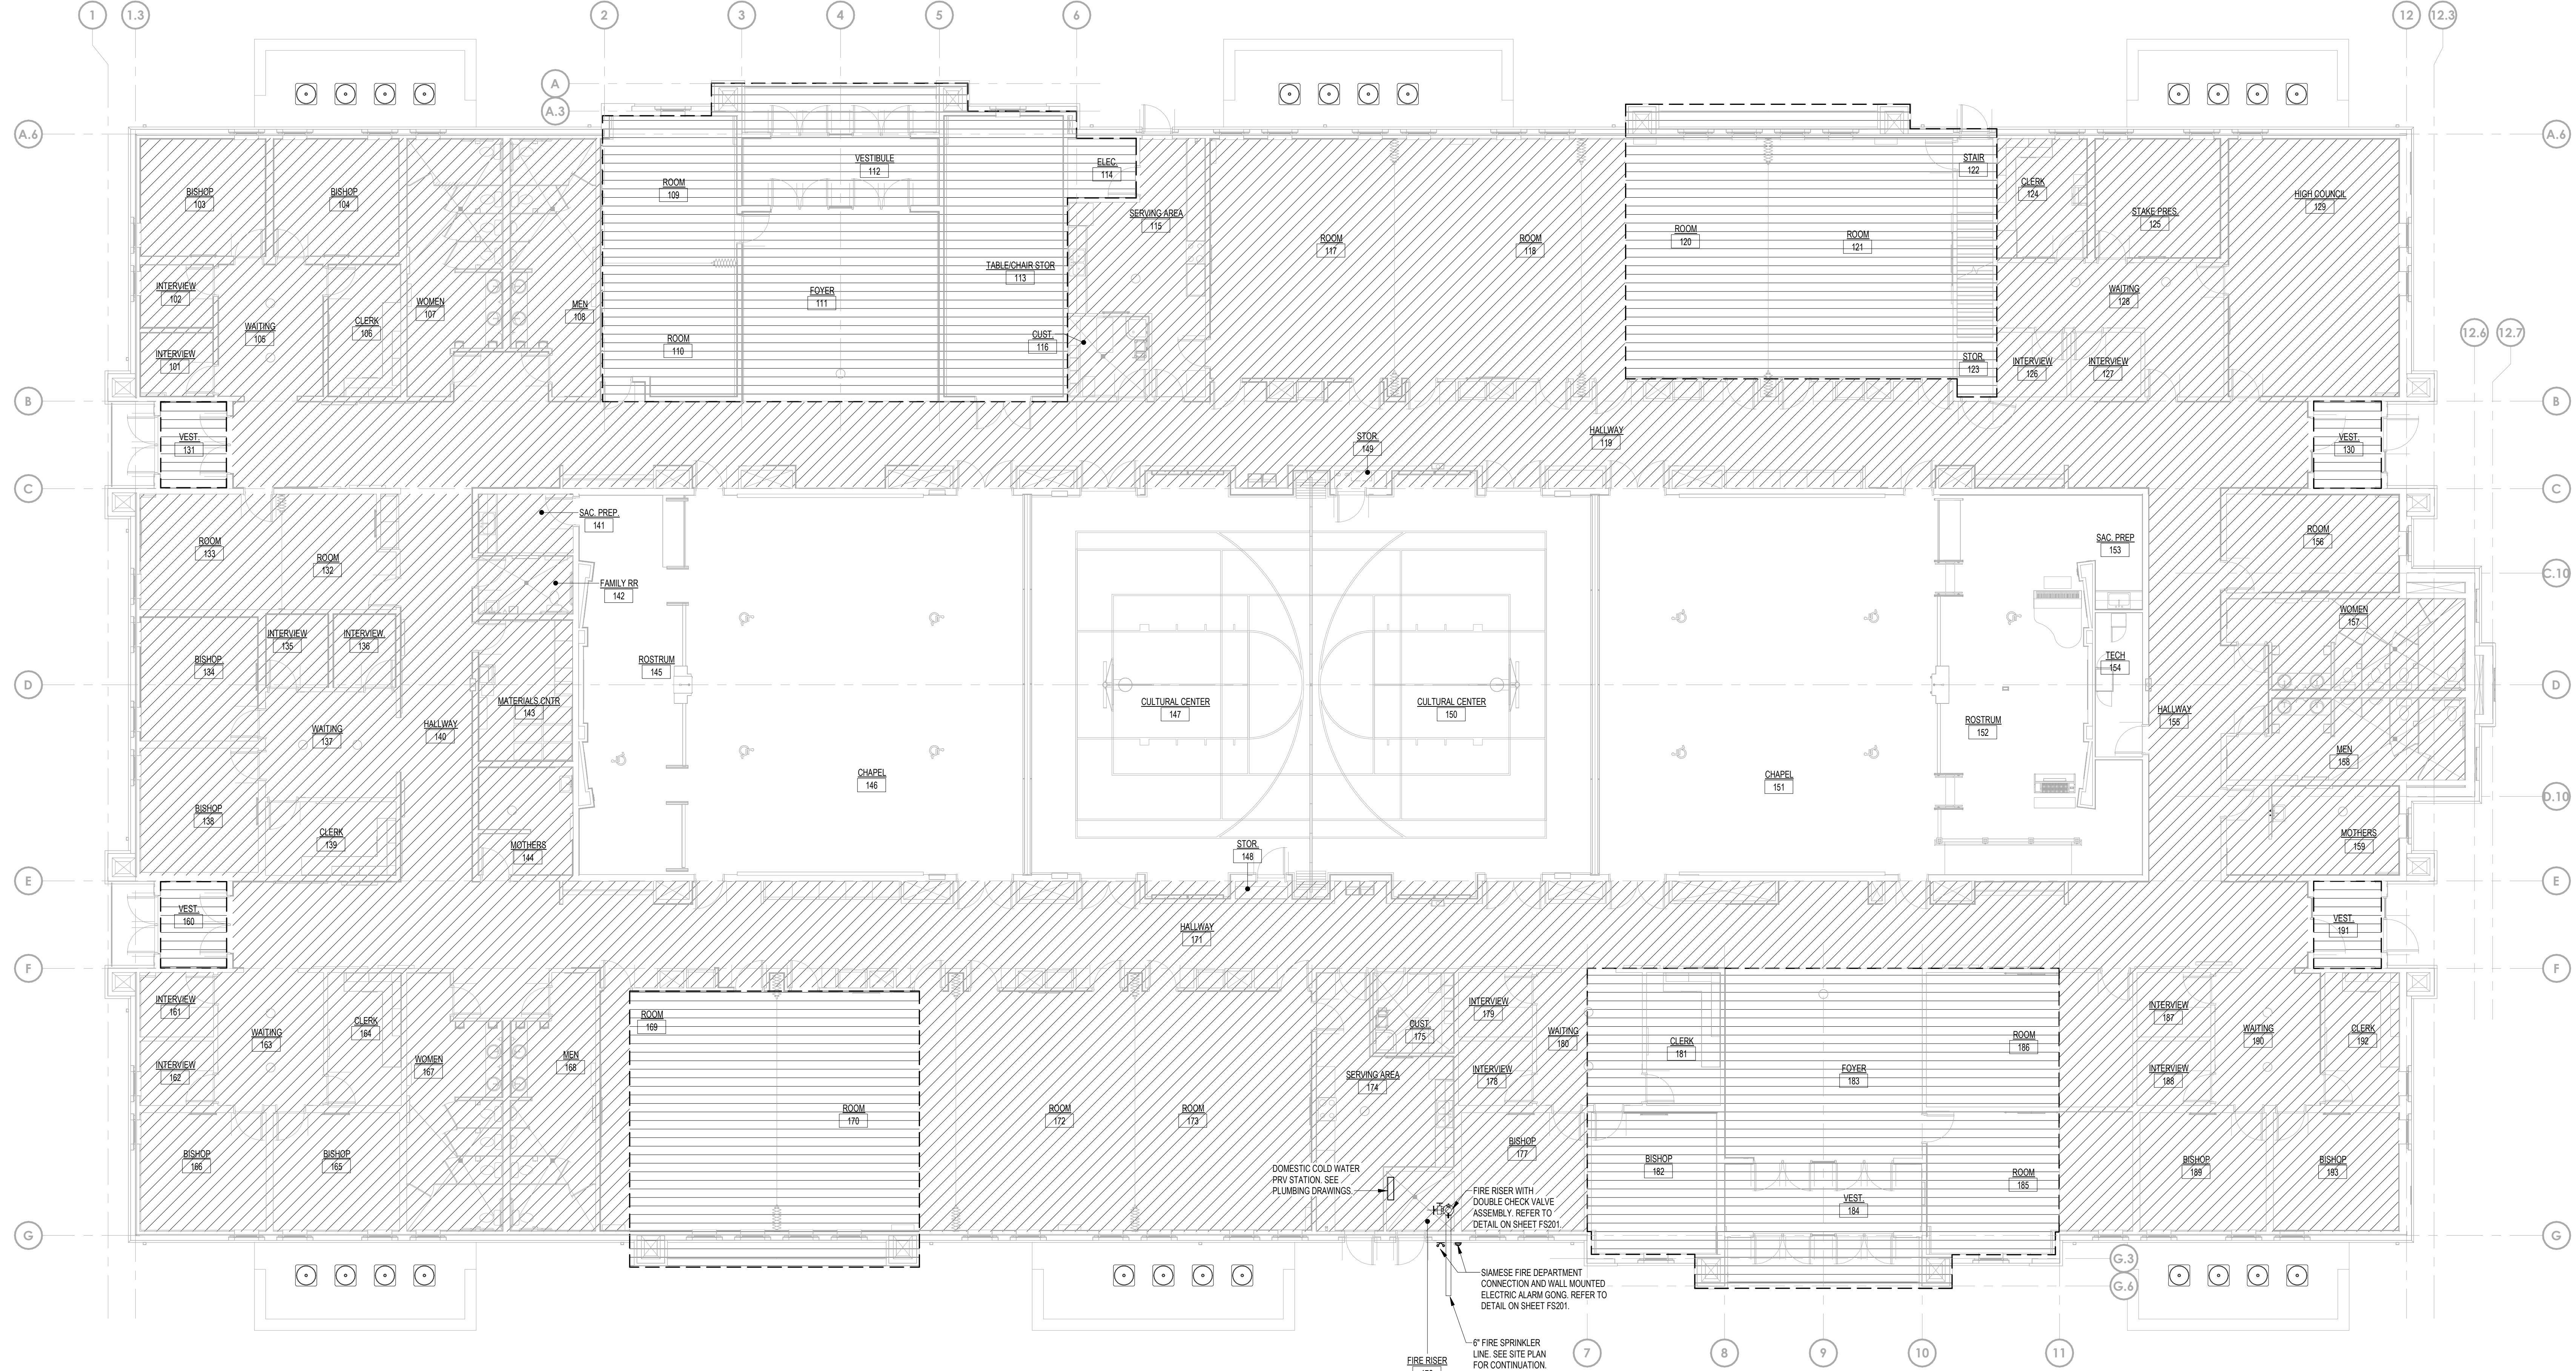 1
1.3
2
3
4
5
6
12
12.3
A
A.3
A.6
A.6
BISHOP
103
BISHOP
104
ROOM
109
VESTIBULE
112
ELEC.
114
SERVING AREA
115
STAIR
122
CLERK
124
STAKE PRES.
125
HIGH COUNCIL
129
ROOM
117
ROOM
118
ROOM
120
ROOM
121
INTERVIEW
102
WAITING
105
CLERK
106
WOMEN
107
MEN
108
FOYER
111
TABLE/CHAIR STOR
113
WAITING
128
12.6
12.7
INTERVIEW
101
ROOM
110
CUST.
116
STOR.
123
INTERVIEW
126
INTERVIEW
127
B
B
VEST.
131
STOR.
149
HALLWAY
119
VEST.
130
C
C
SAC. PREP.
141
ROOM
133
ROOM
132
SAC. PREP
153
ROOM
156
FAMILY RR
142
C.10
WOMEN
157
INTERVIEW
135
INTERVIEW
136
BISHOP
134
ROSTRUM
145
TECH
154
D
D
MATERIALS CNTR
143
CULTURAL CENTER
147
CULTURAL CENTER
150
WAITING
137
HALLWAY
140
ROSTRUM
152
HALLWAY
155
MEN
158
CHAPEL
146
CHAPEL
151
D.10
BISHOP
138
CLERK
139
MOTHERS
144
STOR.
148
MOTHERS
159
E
E
VEST.
160
HALLWAY
171
VEST.
191
F
F
INTERVIEW
161
WAITING
163
CLERK
164
ROOM
169
INTERVIEW
179
CUST.
175
WAITING
180
CLERK
181
ROOM
186
INTERVIEW
187
WAITING
190
CLERK
192
INTERVIEW
162
WOMEN
167
MEN
168
SERVING AREA
174
INTERVIEW
178
FOYER
183
INTERVIEW
188
ROOM
170
ROOM
172
ROOM
173
BISHOP
166
BISHOP
165
BISHOP
177
BISHOP
182
ROOM
185
VEST.
184
BISHOP
189
BISHOP
193
DOMESTIC COLD WATER
PRV STATION. SEE
PLUMBING DRAWINGS.
FIRE RISER WITH
DOUBLE CHECK VALVE
ASSEMBLY. REFER TO
DETAIL ON SHEET FS201.
G
G
SIAMESE FIRE DEPARTMENT
CONNECTION AND WALL MOUNTED
ELECTRIC ALARM GONG. REFER TO
DETAIL ON SHEET FS201.
G.3
G.6
6" FIRE SPRINKLER
LINE. SEE SITE PLAN
FOR CONTINUATION.
FIRE RISER
7
8
9
10
11